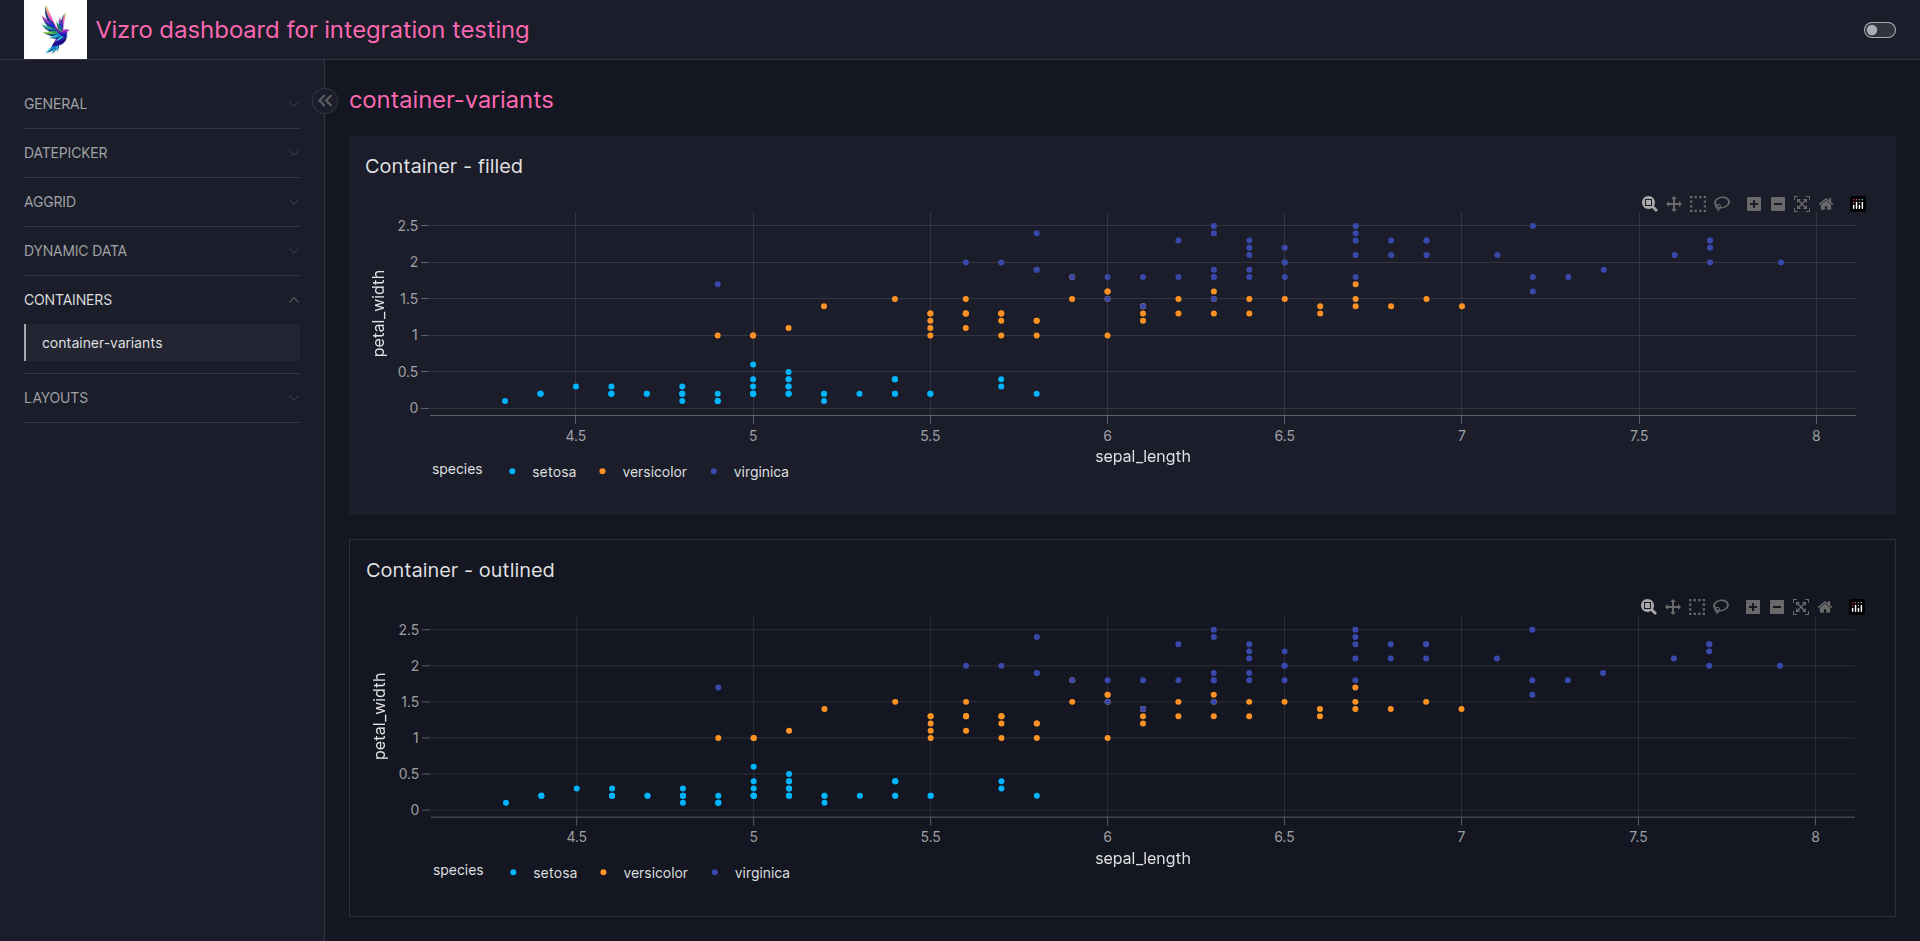 Vizro dashboard for integration testing
GENERAL
DATEPICKER
AGGRID
DYNAMIC DATA
CONTAINERS
container-variants
LAYOUTS
container-variants
Container - filled
2.5
2
1.5
1
0.5
0
petal_width
4.5 5 5.5 6 6.5 7 7.5 8
sepal_length
species setosa versicolor virginica
Container - outlined
2.5
2
1.5
1
0.5
0
petal_width
4.5 5 5.5 6 6.5 7 7.5 8
sepal_length
species setosa versicolor virginica